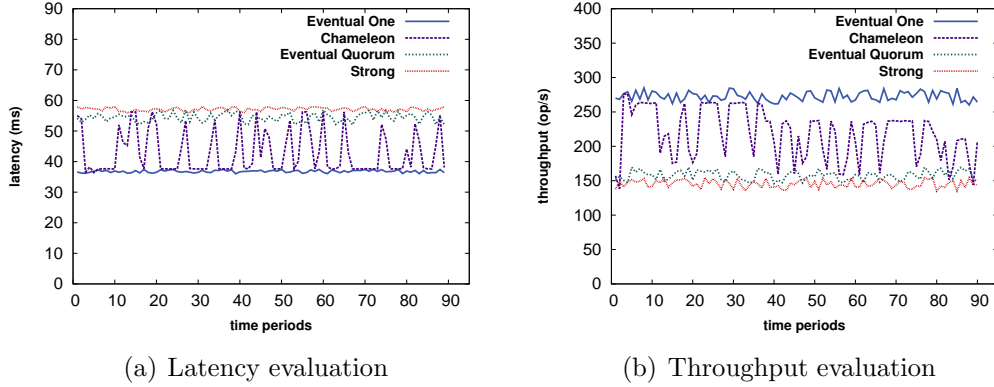 90
80
70
60
50
40
30
20
10
0
latency (ms)
Eventual One
Chameleon
Eventual Quorum
Strong
0 10 20 30 40 50 60 70 80 90
time periods
(a) Latency evaluation
400
350
300
250
200
150
100
50
0
throughput (op/s)
Eventual One
Chameleon
Eventual Quorum
Strong
0 10 20 30 40 50 60 70 80 90
time periods
(b) Throughput evaluation